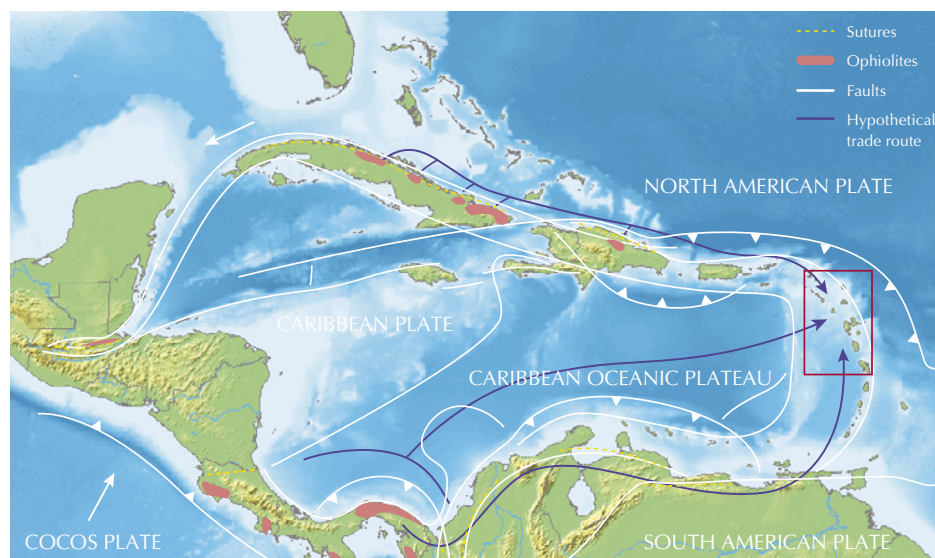 Sutures
Ophiolites
Faults
Hypothetical
trade route
NORTH AMERICAN PLATE
CARIBBEAN PLATE
CARIBBEAN OCEANIC PLATEAU
COCOS PLATE
SOUTH AMERICAN PLATE